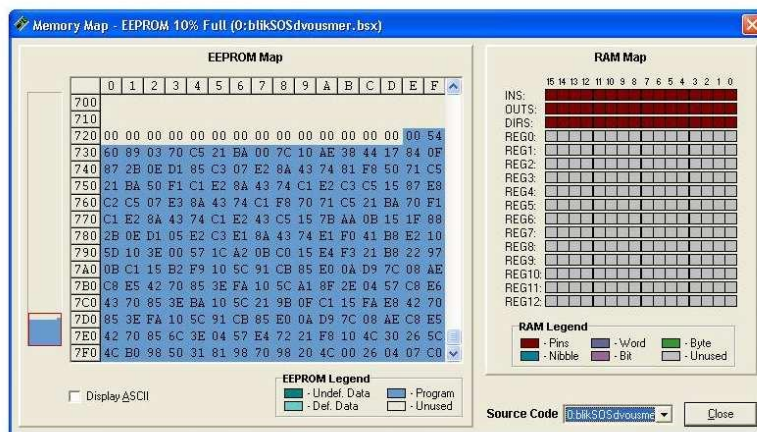 Memory Map - EEPROM 10% Full (0:blikSOSdvousmer.bsx)
EEPROM Map
0 1 2 3 4 5 6 7 8 9 A B C D E F
700
710
720 00 00 00 00 00 00 00 00 00 00 00 00 00 00 00 54
730 60 89 03 70 C5 21 BA 00 7C 10 AE 38 44 17 84 0F
740 87 2B 0E D1 85 C3 07 E2 8A 43 74 81 F8 50 71 C5
750 21 BA 50 F1 C1 E2 8A 43 74 C1 E2 C3 C5 15 87 E8
760 C2 C5 07 E3 8A 43 74 C1 F8 70 71 C5 21 BA 70 F1
770 C1 E2 8A 43 74 C1 E2 43 C5 15 7B AA 0B 15 1F 88
780 2B 0E D1 05 E2 C3 E1 8A 43 74 E1 F0 41 B8 E2 10
790 5D 10 3E 00 57 1C A2 0B C0 15 E4 F3 21 B8 22 97
7A0 0B C1 15 B2 F9 10 5C 91 CB 85 E0 0A D9 7C 08 AE
7B0 C8 E5 42 70 85 3E FA 10 5C A1 8F 2E 04 57 C8 E6
7C0 43 70 85 3E BA 10 5C 21 9B 0F C1 15 FA E8 42 70
7D0 85 3E FA 10 5C 91 CB 85 E0 0A D9 7C 08 AE C8 E5
7E0 42 70 85 6C 3E 04 57 E4 72 21 F8 10 4C 30 26 5C
7F0 4C B0 98 50 31 81 98 70 98 20 4C 00 26 04 07 C0
Display ASCII
EEPROM Legend
- Undef. Data
- Program
- Def. Data
- Unused
RAM Map
15 14 13 12 11 10 9 8 7 6 5 4 3 2 1 0
INS:
OUTS:
DIRS:
REG0:
REG1:
REG2:
REG3:
REG4:
REG5:
REG6:
REG7:
REG8:
REG9:
REG10:
REG11:
REG12:
RAM Legend
- Pins
- Word
- Byte
- Nibble
- Bit
- Unused
Source Code
0:blikSOSdvousme
Close